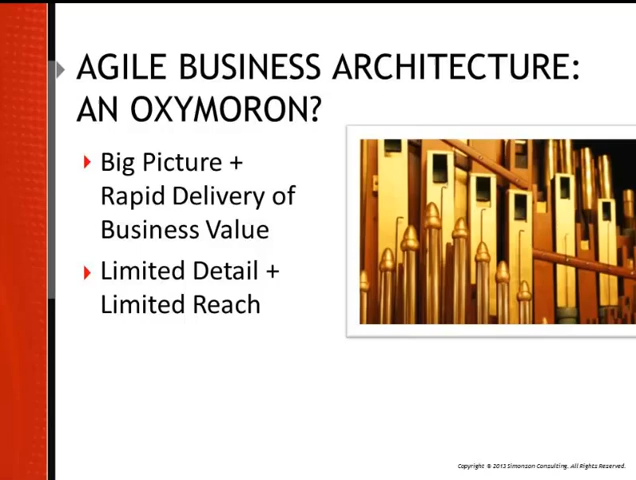 AGILE BUSINESS ARCHITECTURE:
AN OXYMORON?
Big Picture +
Rapid Delivery of
Business Value
Limited Detail +
Limited Reach
Copyright © 2013 Simonson Consulting. All Rights Reserved.